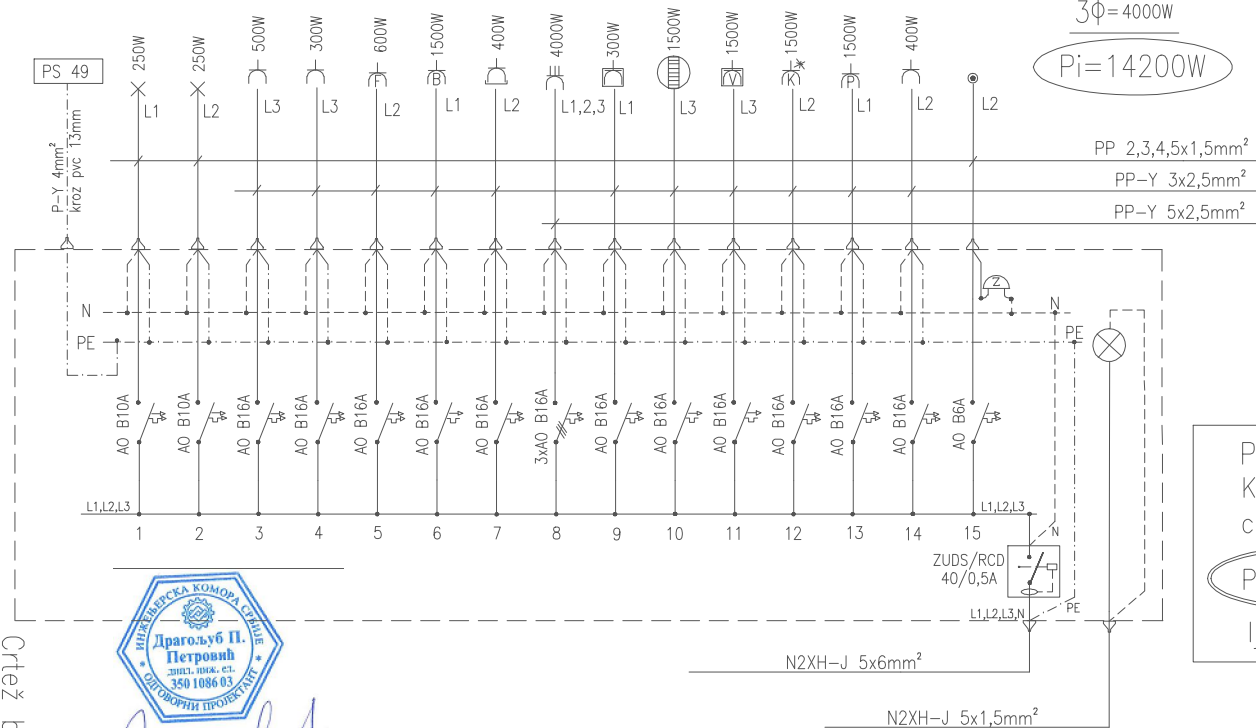 3Φ=4000W
Pi=14200W
PS 49
P-Y 4mm²
kroz pvc 13mm
250W
250W
500W
300W
600W
1500W
400W
4000W
300W
1500W
1500W
1500W
1500W
400W
F
B
V
K
P
L1
L2
L3
L3
L2
L1
L2
L1,2,3
L1
L3
L3
L2
L1
L2
L2
PP 2,3,4,5x1,5mm²
PP-Y 3x2,5mm²
PP-Y 5x2,5mm²
Z
N
N
PE
PE
AO B10A
AO B10A
AO B16A
AO B16A
AO B16A
AO B16A
AO B16A
3xAO B16A
AO B16A
AO B16A
AO B16A
AO B16A
AO B16A
AO B16A
AO B6A
L1,L2,L3
L1,L2,L3
1 2 3 4 5 6 7 8 9 10 11 12 13 14 15
N
ZUDS/RCD
40/0,5A
L1,L2,L3,N
PE
N2XH-J 5x6mm²
N2XH-J 5x1,5mm²
P
K
c
P
I
ИНЖЕЊЕРСКА КОМОРА СРБИЈЕ
Драгољуб П.
Петровић
дипл. инж. ел.
350 1086 03
ОДГОВОРНИ ПРОЈЕКТАНТ
Crtež b